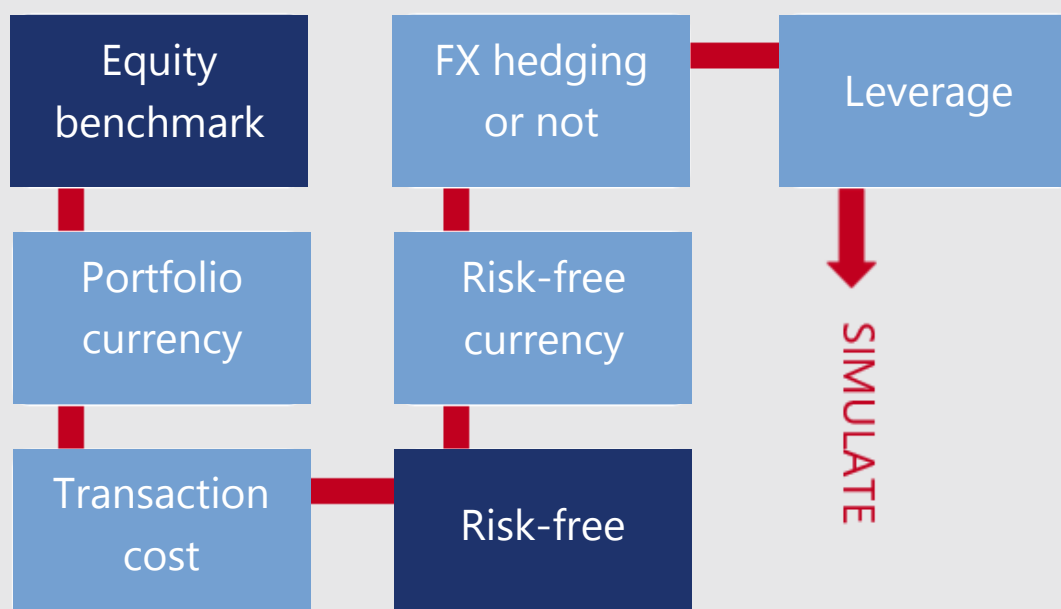 Equity
benchmark
Portfolio
currency
Transaction
cost
Risk-free
Risk-free
currency
FX hedging
or not
Leverage
SIMULATE